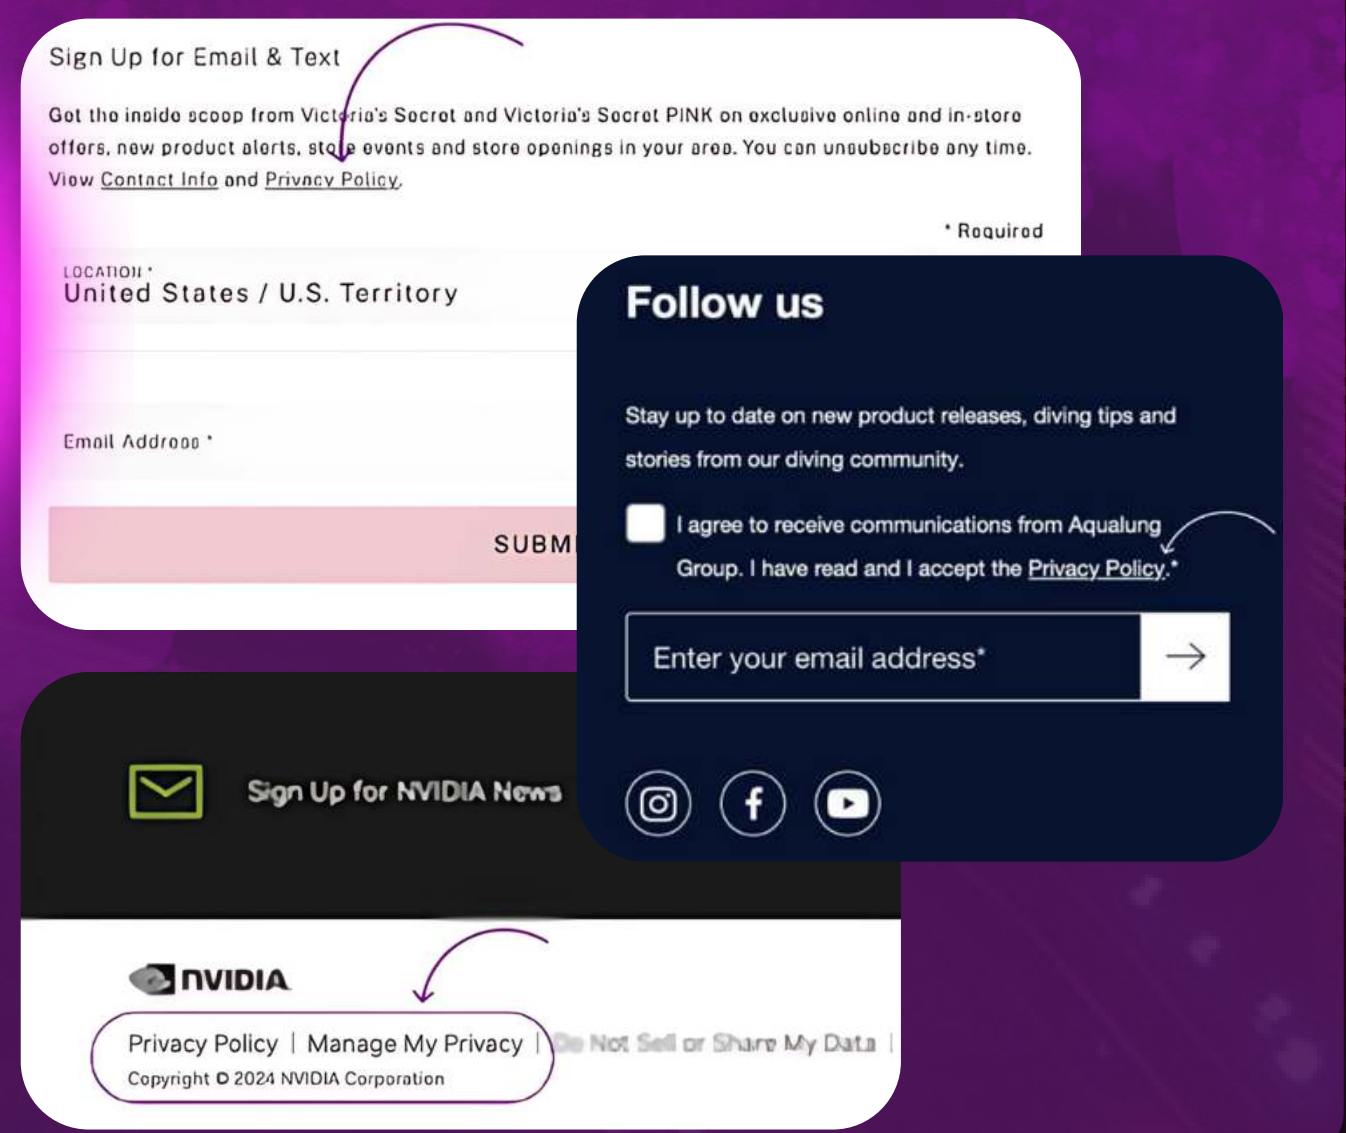 Sign Up for Email & Text
Get the inside scoop from Victoria's Secret and Victoria's Secret PINK on exclusive online and in-store
offers, new product alerts, store events and store openings in your area. You can unsubscribe any time.
View Contact Info and Privacy Policy.
* Required
LOCATION *
United States / U.S. Territory
Email Address *
SUBMI
Follow us
Stay up to date on new product releases, diving tips and
stories from our diving community.
I agree to receive communications from Aqualung
Group. I have read and I accept the Privacy Policy.*
Enter your email address*
Sign Up for NVIDIA News
NVIDIA
Privacy Policy | Manage My Privacy | Do Not Sell or Share My Data |
Copyright © 2024 NVIDIA Corporation